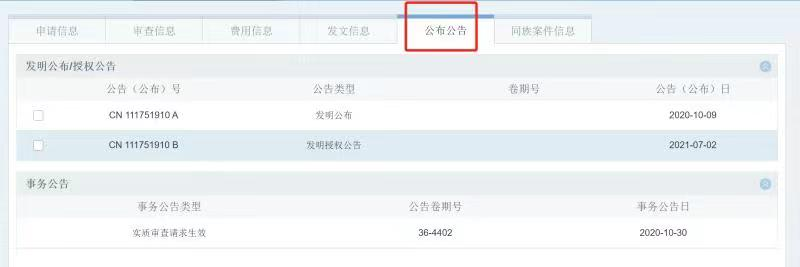 申请信息 审查信息 费用信息 发文信息 公布公告 同族案件信息
发明公布/授权公告
公告（公布）号 公告类型 卷期号 公告（公布）日
CN 111751910 A 发明公布 2020-10-09
CN 111751910 B 发明授权公告 2021-07-02
事务公告
事务公告类型 公告卷期号 事务公告日
实质审查请求生效 36-4402 2020-10-30